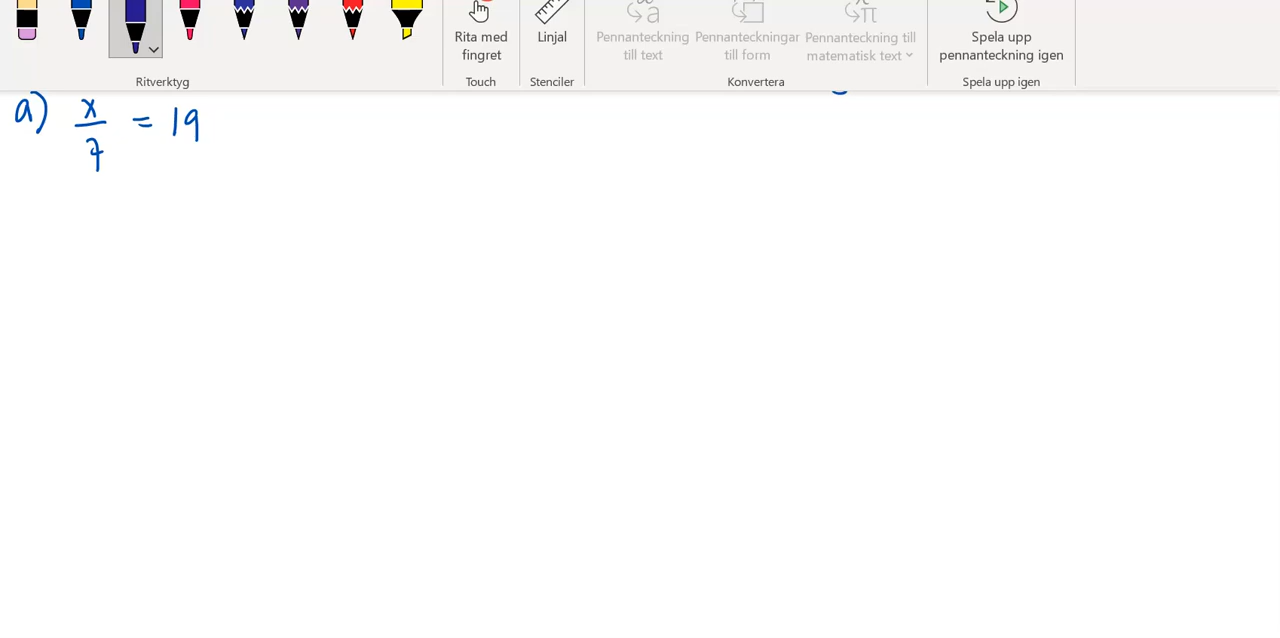 Rita med fingret
Linjal
Pennanteckning till text
Pennanteckningar till form
Pennanteckning till matematisk text
Spela upp pennanteckning igen
Ritverktyg
Touch
Stenciler
Konvertera
Spela upp igen
a) x/7 = 19